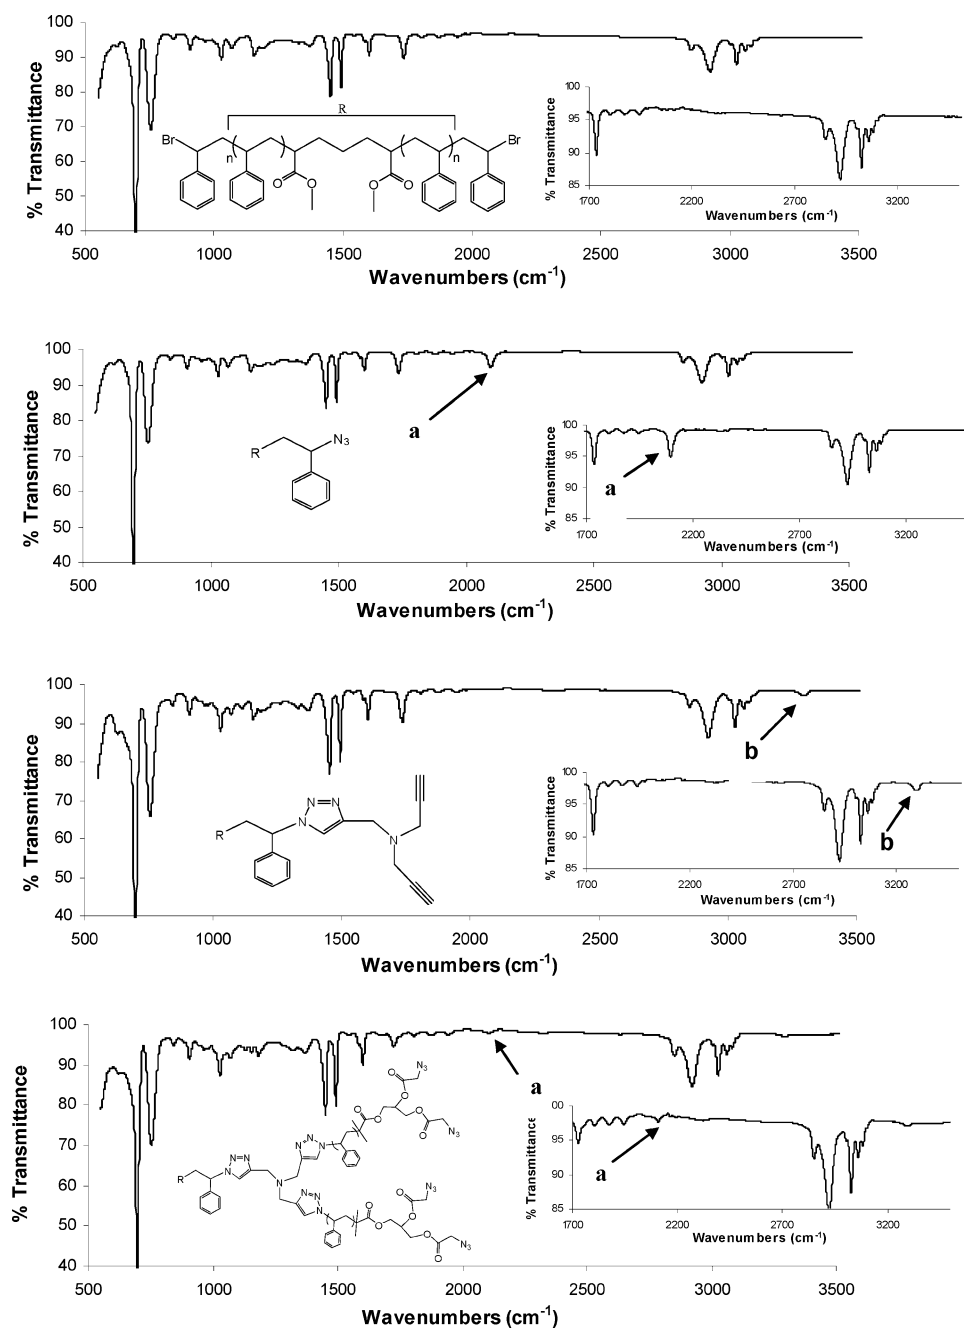 100
90
80
70
60
50
40
% Transmittance
R
Br
n
n
Br
O
O
O
O
500 1000 1500 2000 2500 3000 3500
Wavenumbers (cm-1)
100
95
90
85
% Transmittance
1700 2200 2700 3200
Wavenumbers (cm-1)
100
90
80
70
60
50
40
% Transmittance
a
N3
R
500 1000 1500 2000 2500 3000 3500
Wavenumbers (cm-1)
100
95
90
85
% Transmittance
a
1700 2200 2700 3200
Wavenumbers (cm-1)
100
90
80
70
60
50
40
% Transmittance
b
N=N
N
R
N
500 1000 1500 2000 2500 3000 3500
Wavenumbers (cm-1)
100
95
90
85
% Transmittance
b
1700 2200 2700 3200
Wavenumbers (cm-1)
100
90
80
70
60
50
40
% Transmittance
a
N3
O
O
O
O
O
O
N3
N=N
N
N=N
N
R
N
N=N
N
N3
O
O
O
O
O
O
N3
500 1000 1500 2000 2500 3000 3500
Wavenumbers (cm-1)
00
95
90
85
% Transmittance
a
1700 2200 2700 3200
Wavenumbers (cm-1)